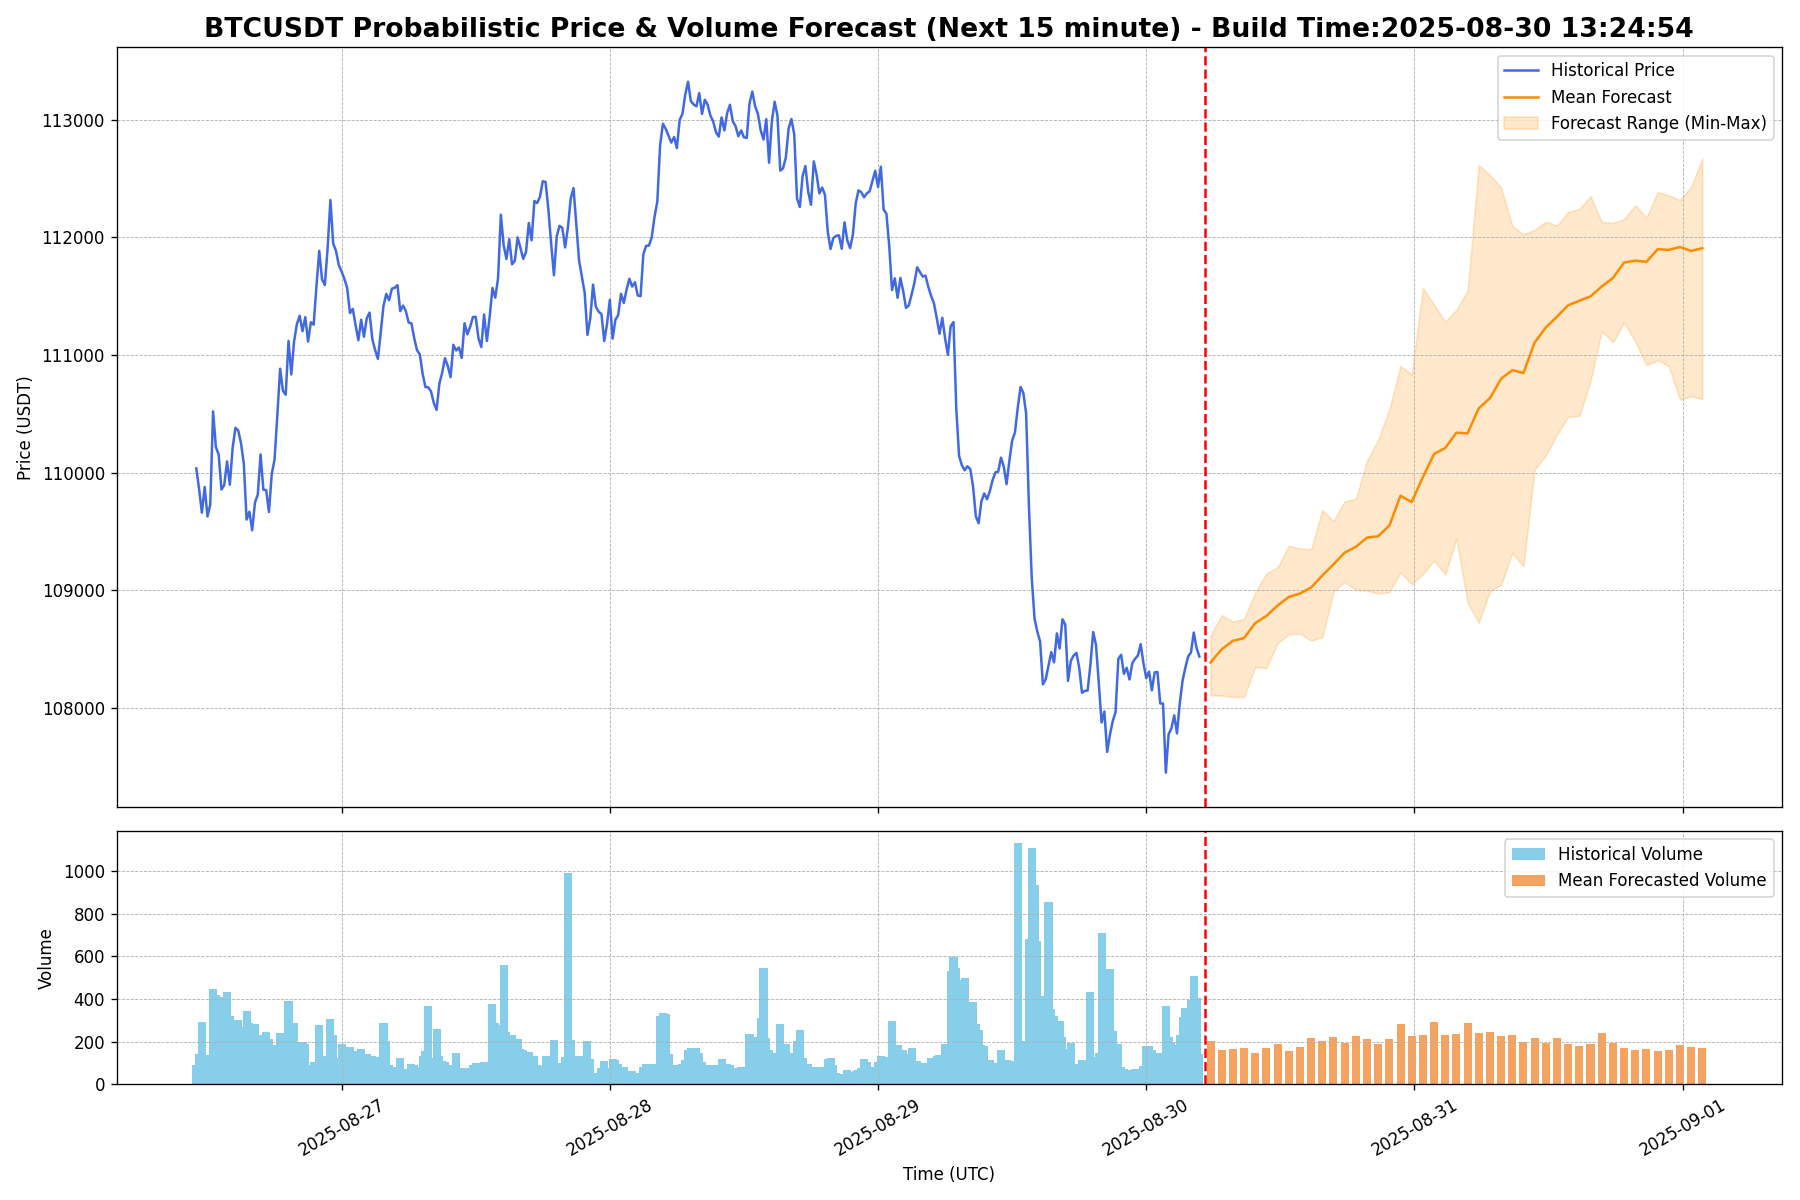 BTCUSDT Probabilistic Price & Volume Forecast (Next 15 minute) - Build Time:2025-08-30 13:24:54
Historical Price
Mean Forecast
Forecast Range (Min-Max)
113000
112000
111000
110000
109000
108000
Price (USDT)
Historical Volume
Mean Forecasted Volume
1000
800
600
400
200
0
Volume
2025-08-27
2025-08-28
2025-08-29
2025-08-30
2025-08-31
2025-09-01
Time (UTC)